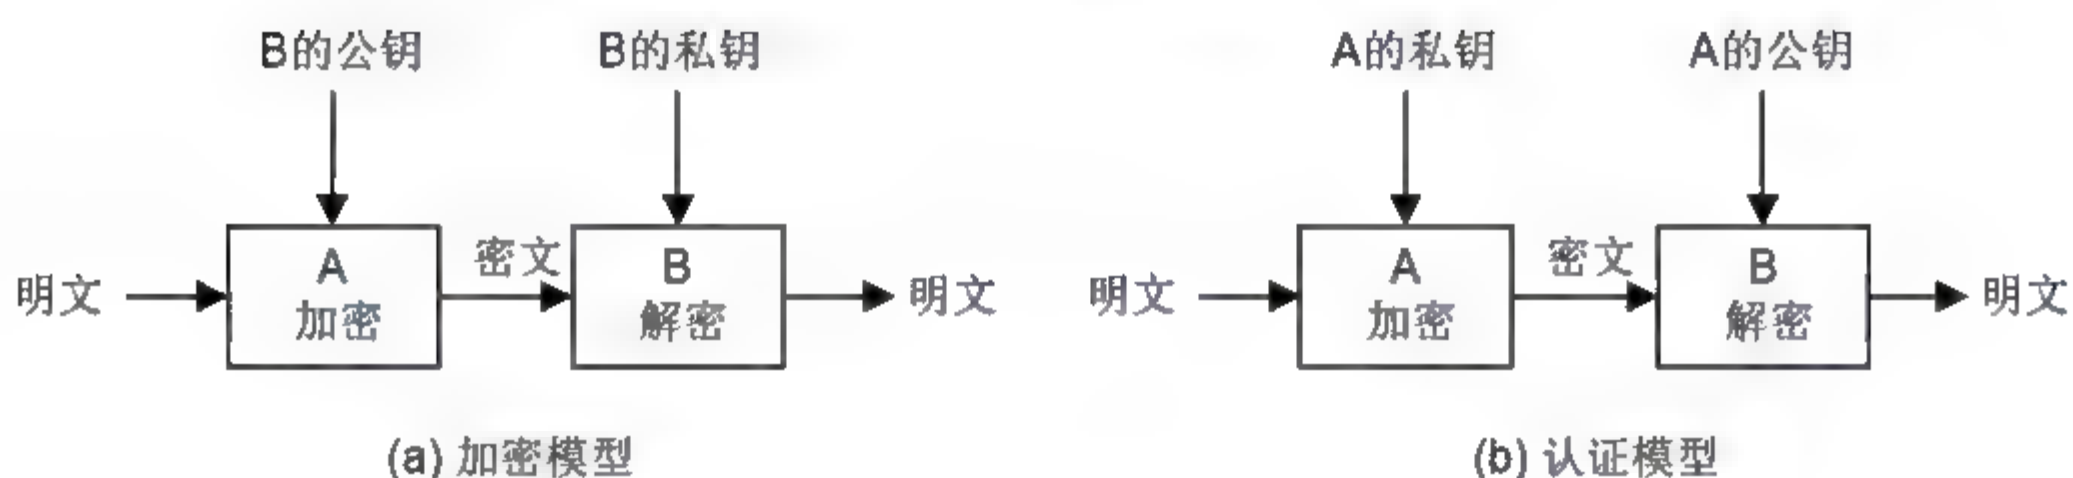 B的公钥 B的私钥 A的私钥 A的公钥
密文 密文
A B A B
明文 加密 解密 明文 明文 加密 解密 明文
(a) 加密模型 (b) 认证模型